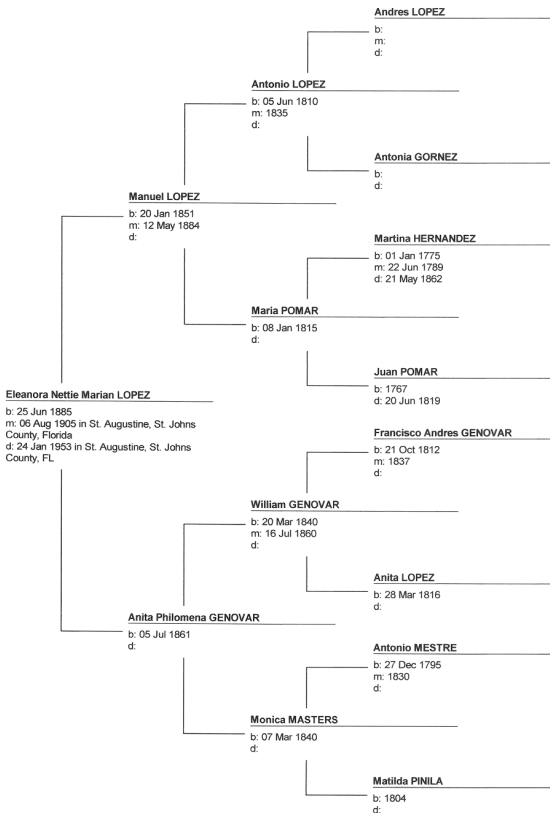 Andres LOPEZ
b:
m:
d:
Antonio LOPEZ
b: 05 Jun 1810
m: 1835
d:
Antonia GORNEZ
b:
d:
Manuel LOPEZ
b: 20 Jan 1851
m: 12 May 1884
d:
Martina HERNANDEZ
b: 01 Jan 1775
m: 22 Jun 1789
d: 21 May 1862
Maria POMAR
b: 08 Jan 1815
d:
Juan POMAR
b: 1767
d: 20 Jun 1819
Eleanora Nettie Marian LOPEZ
b: 25 Jun 1885
m: 06 Aug 1905 in St. Augustine, St. Johns
County, Florida
d: 24 Jan 1953 in St. Augustine, St. Johns
County, FL
Francisco Andres GENOVAR
b: 21 Oct 1812
m: 1837
d:
William GENOVAR
b: 20 Mar 1840
m: 16 Jul 1860
d:
Anita LOPEZ
b: 28 Mar 1816
d:
Anita Philomena GENOVAR
b: 05 Jul 1861
d:
Antonio MESTRE
b: 27 Dec 1795
m: 1830
d:
Monica MASTERS
b: 07 Mar 1840
d:
Matilda PINILA
b: 1804
d: